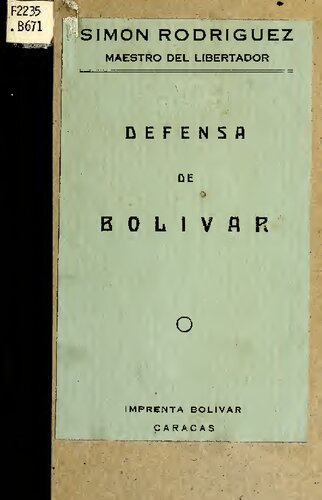 F2235
.B671
SIMON RODRIGUEZ
MAESTRO DEL LIBERTADOR
DEFENSA
DE
BOLIVAR
IMPRENTA BOLIVAR
CARACAS